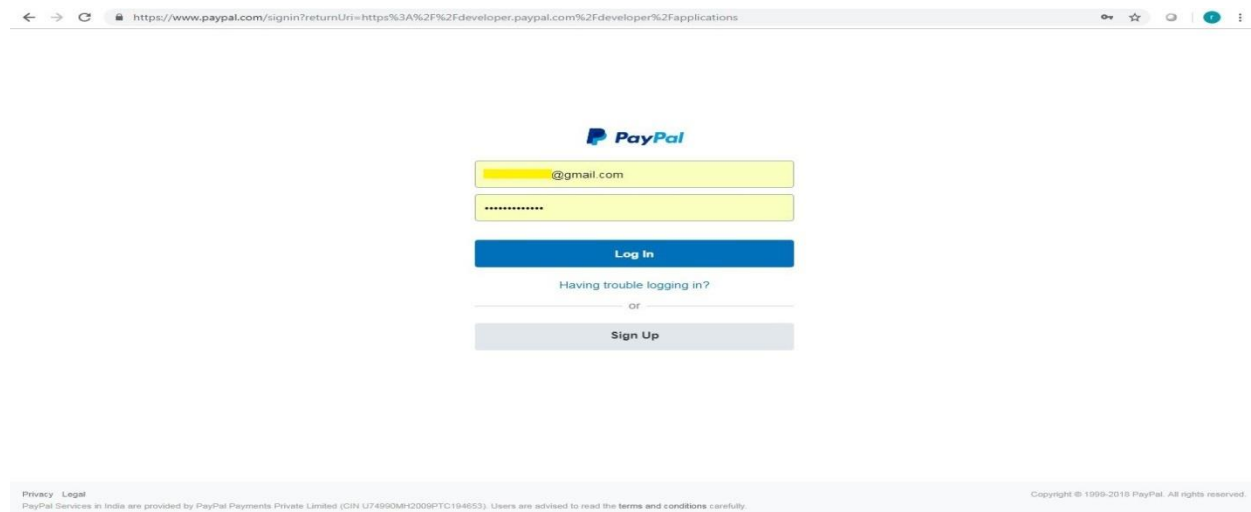 https://www.paypal.com/signin?returnUri=https%3A%2F%2Fdeveloper.paypal.com%2Fdeveloper%2Fapplications
PayPal
@gmail.com
•••••••••••••
Log In
Having trouble logging in?
or
Sign Up
Privacy Legal
Copyright © 1999-2018 PayPal. All rights reserved.
PayPal Services in India are provided by PayPal Payments Private Limited (CIN U74990MH2009PTC194653). Users are advised to read the terms and conditions carefully.